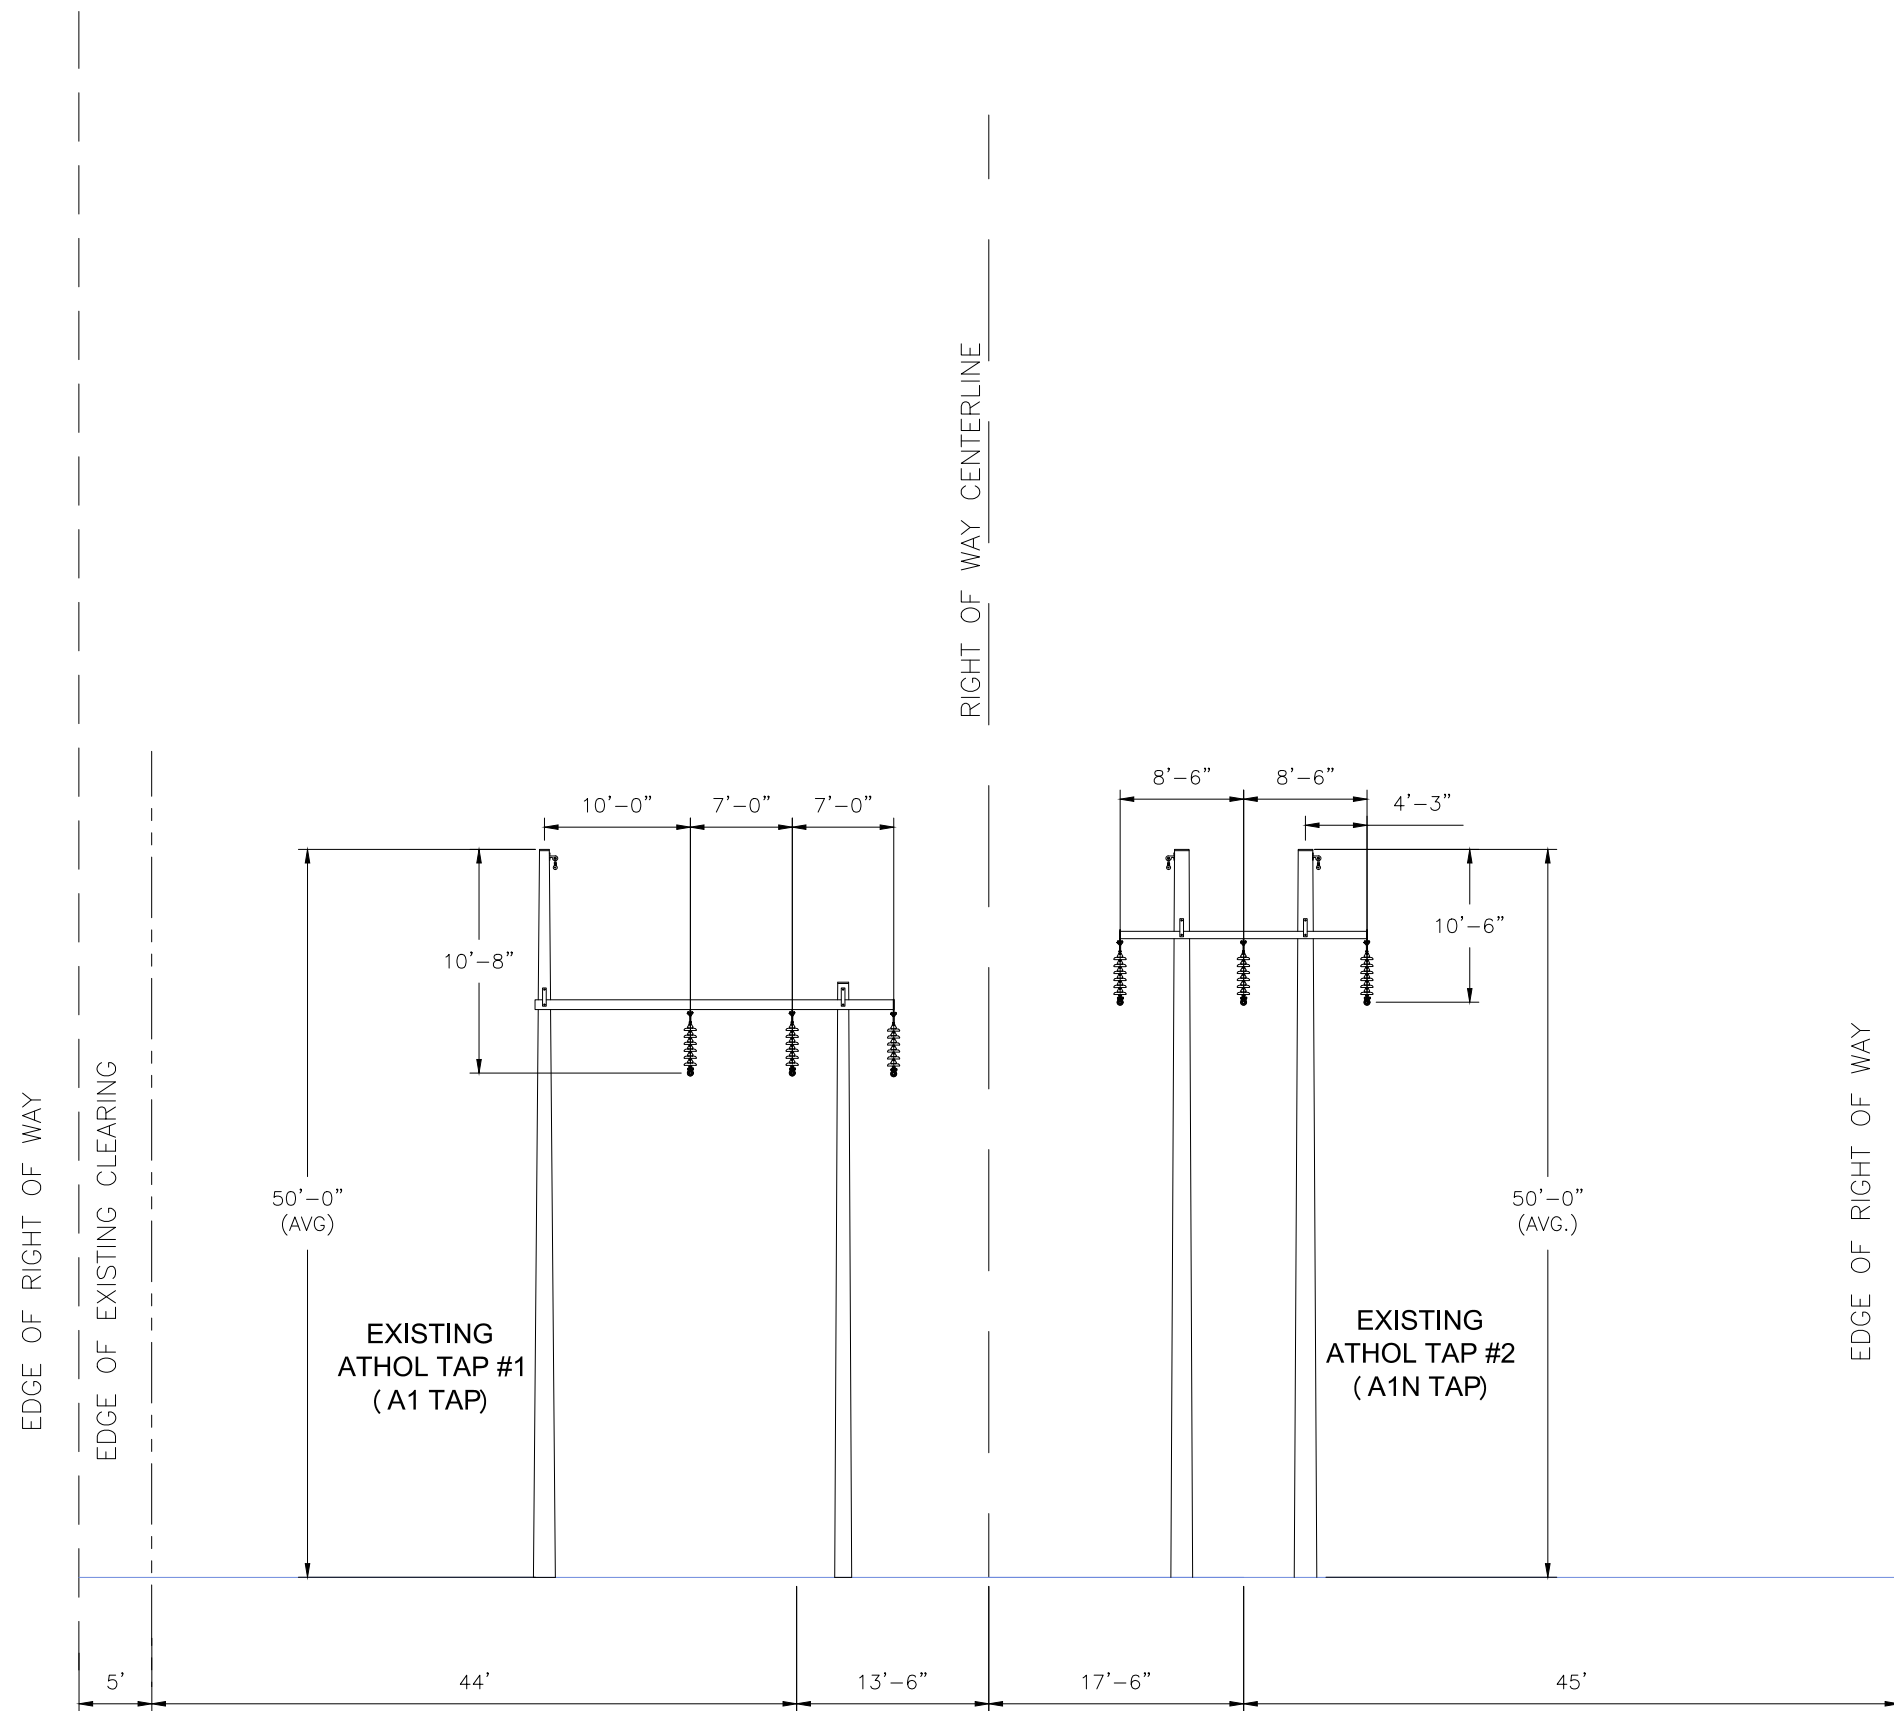 RIGHT OF WAY CENTERLINE
8'-6"
8'-6"
4'-3"
10'-0"
7'-0"
7'-0"
10'-6"
10'-8"
EDGE OF RIGHT OF WAY
EDGE OF EXISTING CLEARING
EDGE OF RIGHT OF WAY
50'-0"
(AVG)
50'-0"
(AVG.)
EXISTING
ATHOL TAP #1
( A1 TAP)
EXISTING
ATHOL TAP #2
( A1N TAP)
5'
44'
13'-6"
17'-6"
45'